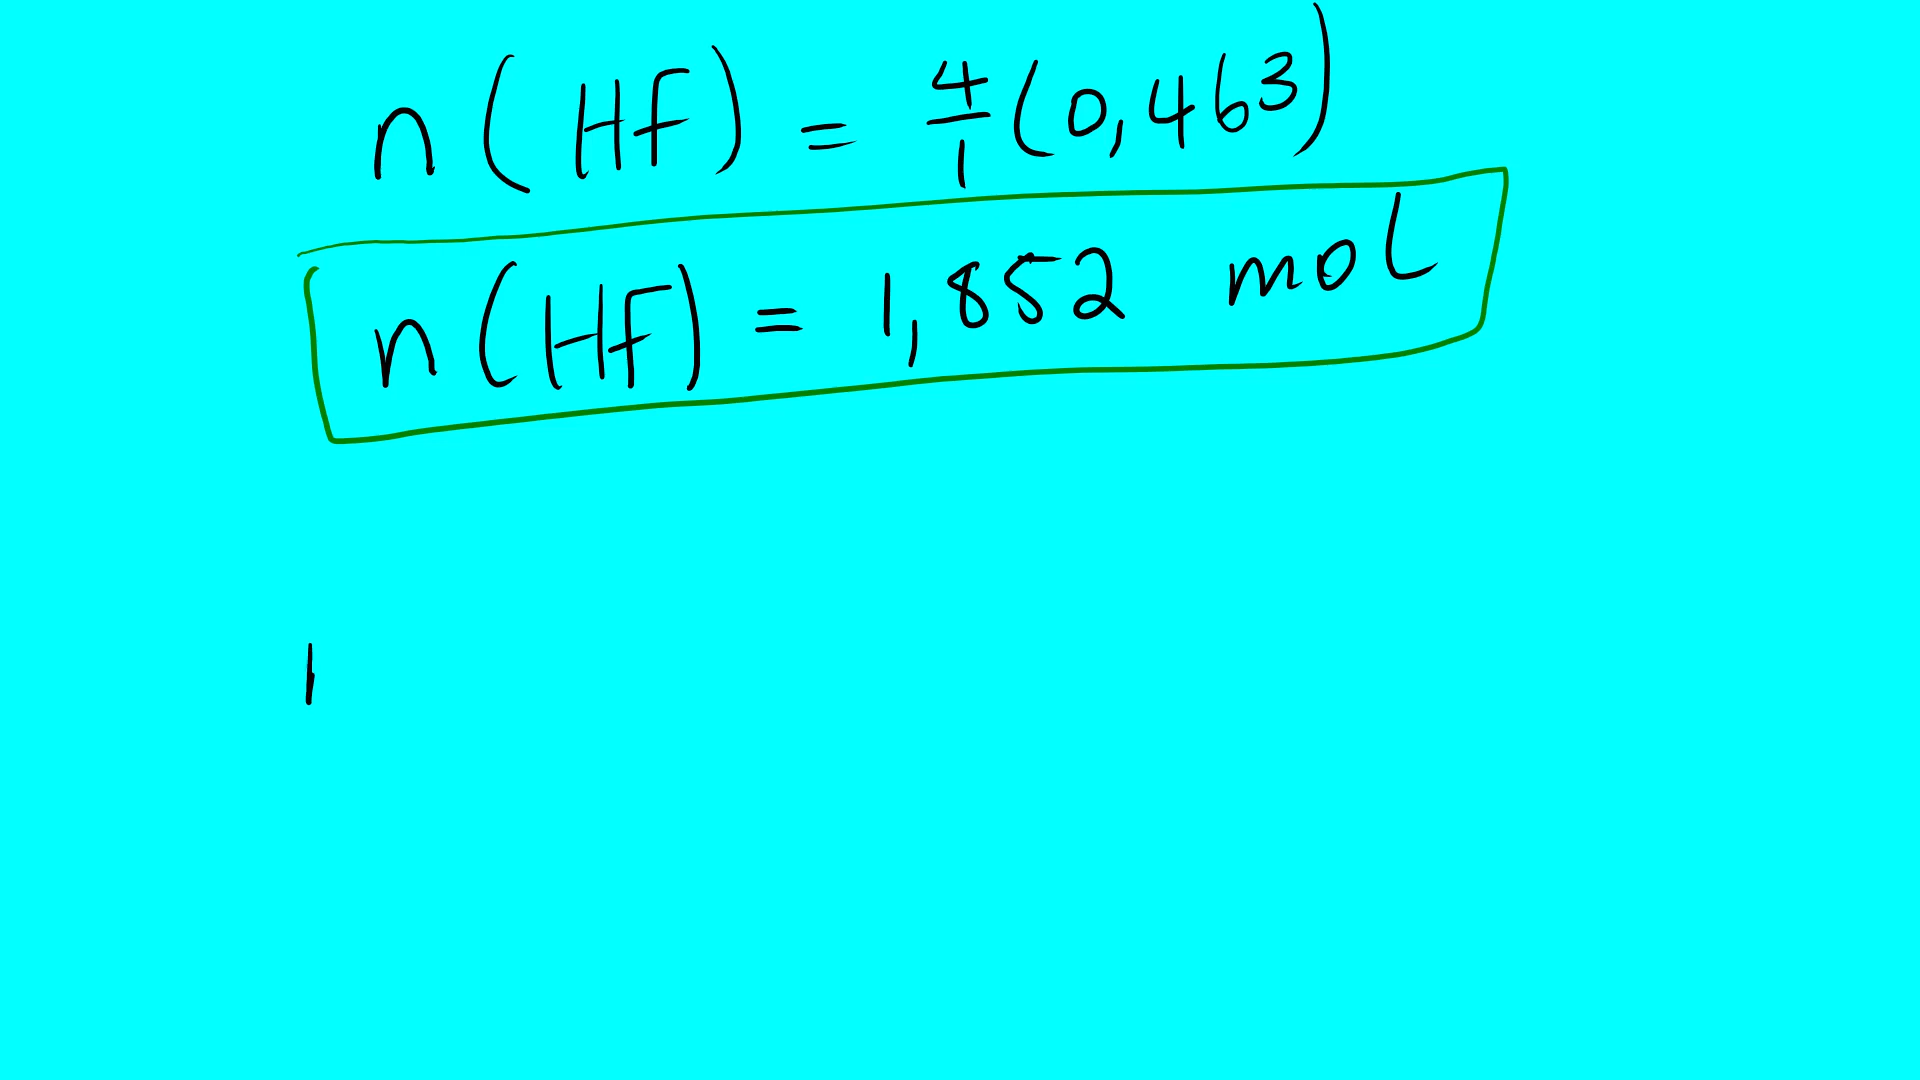 n(HF) = 4/1 (0,463)
n(HF) = 1,852 mol